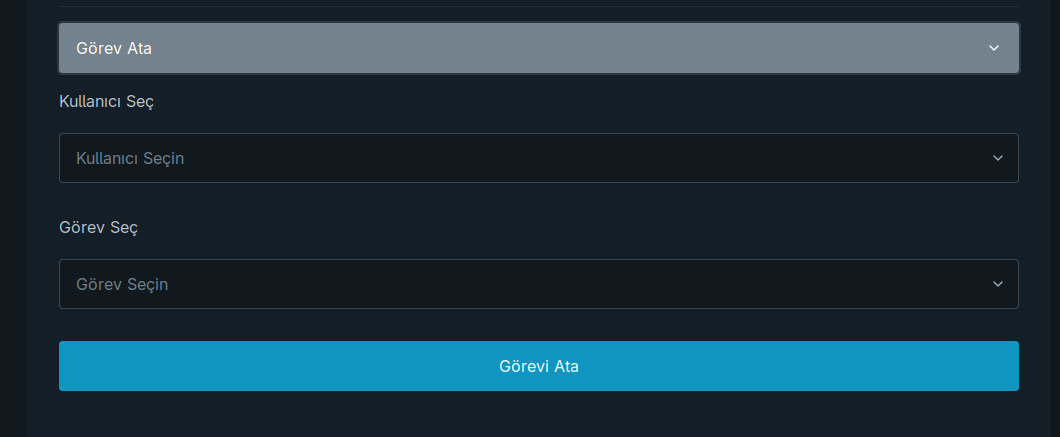 Görev Ata
Kullanıcı Seç
Kullanıcı Seçin
Görev Seç
Görev Seçin
Görevi Ata